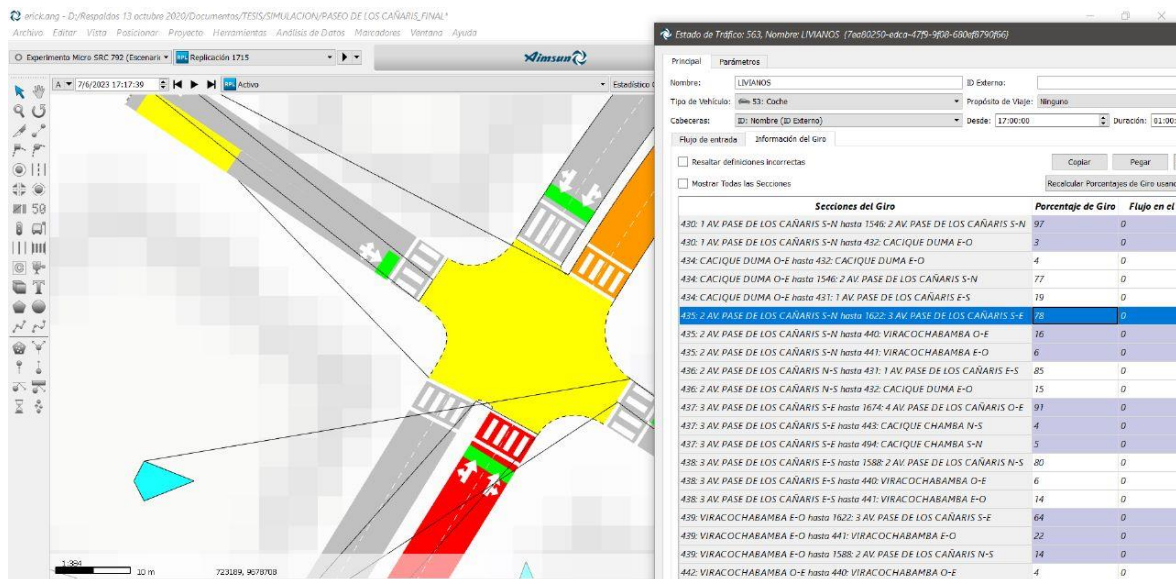 erick.ang - D:/Respaldos 13 octubre 2020/Documentos/TESIS/SIMULACION/PASEO DE LOS CAÑARIS_FINAL*
Archivo Editar Vista Posicionar Proyecto Herramientas Análisis de Datos Marcadores Ventana Ayuda
Experimento Micro SRC 792 (Escenari
RPL Replicación 1715
Aimsun
A 7/6/2023 17:17:39
RPL Activo
Estadístico
50
1:384
10 m
723189, 9678708
Estado de Tráfico: 563, Nombre: LIVIANOS {7ea80250-edca-47f9-9f08-680ef8790f66}
Principal Parámetros
Nombre: LIVIANOS ID Externo:
Tipo de Vehículo: 53: Coche Propósito de Viaje: Ninguno
Cabeceras: ID: Nombre (ID Externo) Desde: 17:00:00 Duración: 01:00:
Flujo de entrada Información del Giro
Resaltar definiciones incorrectas Copiar Pegar
Mostrar Todas las Secciones Recalcular Porcentajes de Giro usand
Secciones del Giro Porcentaje de Giro Flujo en el
430: 1 AV. PASE DE LOS CAÑARIS S-N hasta 1546: 2 AV. PASE DE LOS CAÑARIS S-N 97 0
430: 1 AV. PASE DE LOS CAÑARIS S-N hasta 432: CACIQUE DUMA E-O 3 0
434: CACIQUE DUMA O-E hasta 432: CACIQUE DUMA E-O 4 0
434: CACIQUE DUMA O-E hasta 1546: 2 AV. PASE DE LOS CAÑARIS S-N 77 0
434: CACIQUE DUMA O-E hasta 431: 1 AV. PASE DE LOS CAÑARIS E-S 19 0
435: 2 AV. PASE DE LOS CAÑARIS S-N hasta 1622: 3 AV. PASE DE LOS CAÑARIS S-E 78 0
435: 2 AV. PASE DE LOS CAÑARIS S-N hasta 440: VIRACOCHABAMBA O-E 16 0
435: 2 AV. PASE DE LOS CAÑARIS S-N hasta 441: VIRACOCHABAMBA E-O 6 0
436: 2 AV. PASE DE LOS CAÑARIS N-S hasta 431: 1 AV. PASE DE LOS CAÑARIS E-S 85 0
436: 2 AV. PASE DE LOS CAÑARIS N-S hasta 432: CACIQUE DUMA E-O 15 0
437: 3 AV. PASE DE LOS CAÑARIS S-E hasta 1674: 4 AV. PASE DE LOS CAÑARIS O-E 91 0
437: 3 AV. PASE DE LOS CAÑARIS S-E hasta 443: CACIQUE CHAMBA N-S 4 0
437: 3 AV. PASE DE LOS CAÑARIS S-E hasta 494: CACIQUE CHAMBA S-N 5 0
438: 3 AV. PASE DE LOS CAÑARIS E-S hasta 1588: 2 AV. PASE DE LOS CAÑARIS N-S 80 0
438: 3 AV. PASE DE LOS CAÑARIS E-S hasta 440: VIRACOCHABAMBA O-E 6 0
438: 3 AV. PASE DE LOS CAÑARIS E-S hasta 441: VIRACOCHABAMBA E-O 14 0
439: VIRACOCHABAMBA E-O hasta 1622: 3 AV. PASE DE LOS CAÑARIS S-E 64 0
439: VIRACOCHABAMBA E-O hasta 441: VIRACOCHABAMBA E-O 22 0
439: VIRACOCHABAMBA E-O hasta 1588: 2 AV. PASE DE LOS CAÑARIS N-S 14 0
442: VIRACOCHABAMBA O-E hasta 440: VIRACOCHABAMBA O-E 4 0